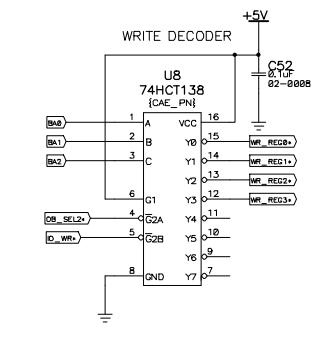 +5V
WRITE DECODER
C52
0.1uF
02-0008
U8
74HCT138
{CAE_PN}
BA0 1 A VCC 16
BA1 2 B Y0 15 WR_REG0*
BA2 3 C Y1 14 WR_REG1*
Y2 13 WR_REG2*
6 G1 Y3 12 WR_REG3*
DB_SEL2* 4 G2A Y4 11
IO_WR* 5 G2B Y5 10
Y6 9
8 GND Y7 7